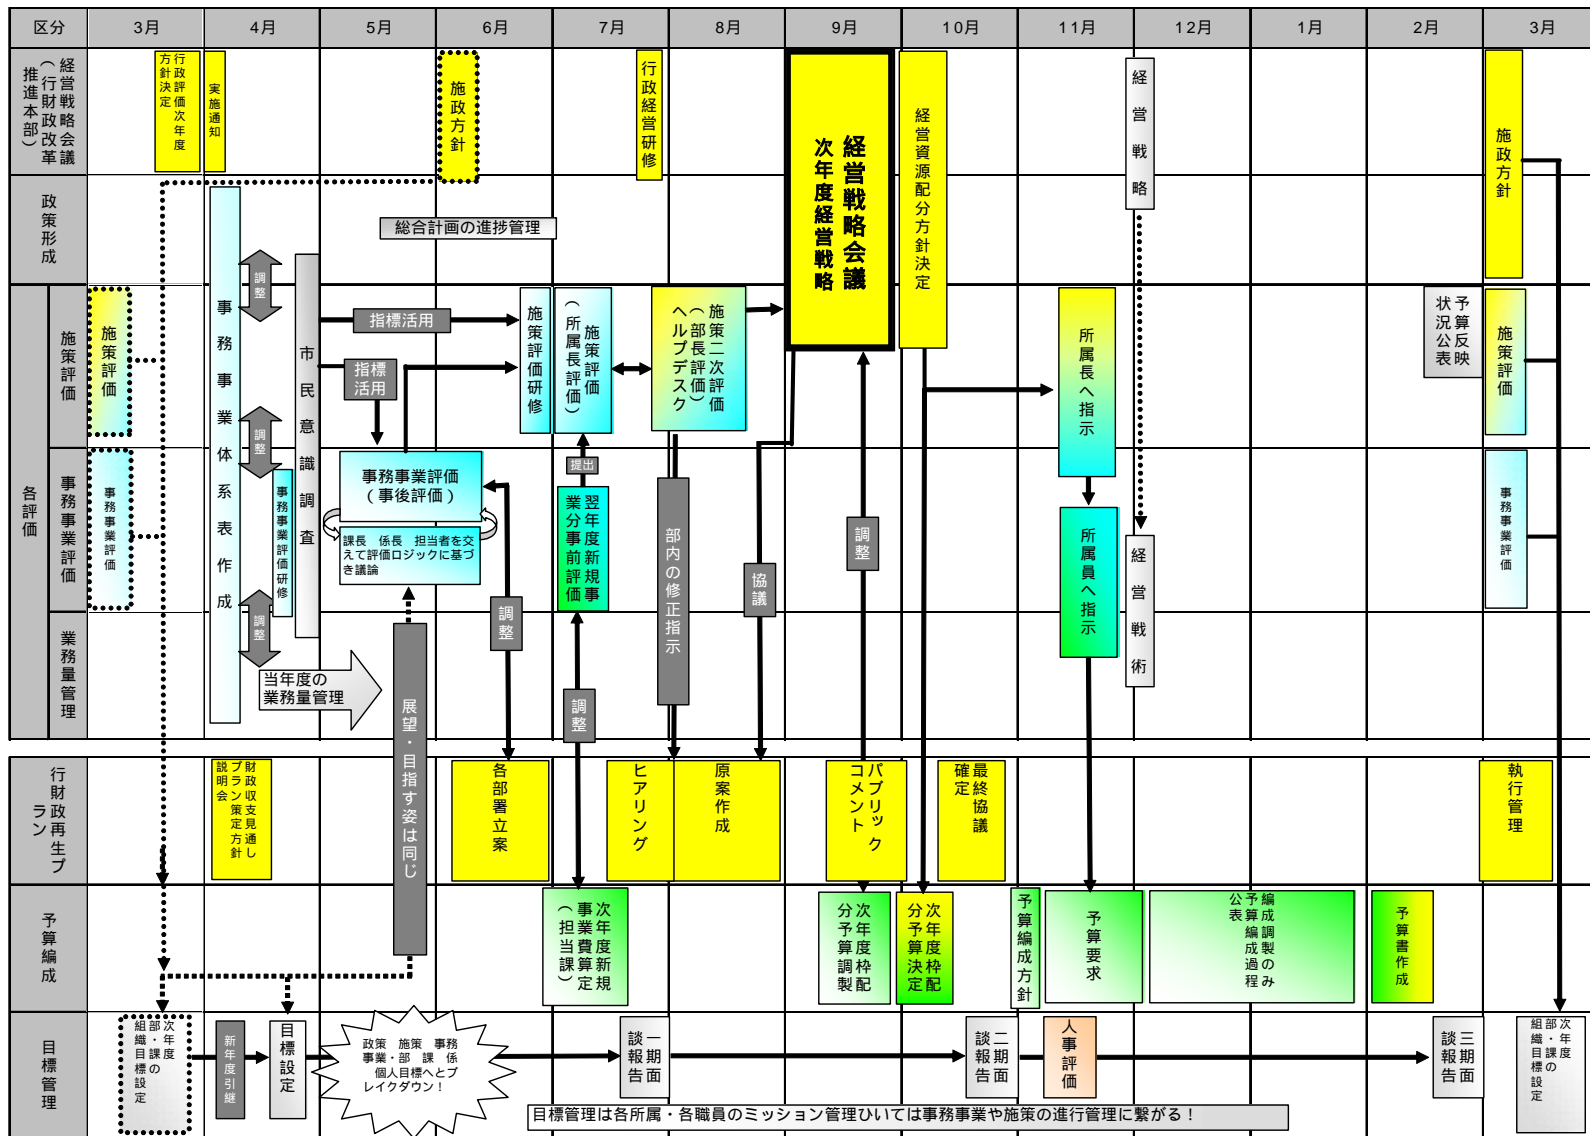 区分
3月
4月
5月
6月
7月
8月
9月
10月
11月
12月
1月
2月
3月
経営戦略会議
(行財政改革
推進本部)
行政評価次年度
方針決定
実施通知
施政方針
行政経営研修
経営戦略会議
次年度経営戦略
経営資源配分方針決定
経営戦略
施政方針
政策形成
総合計画の進捗管理
各評価
施策評価
施策評価
事務事業体系表作成
調整
調整
調整
市民意識調査
指標活用
指標
活用
施策評価研修
施策評価
(所属長評価)
施策二次評価
(部長評価)
ヘルプデスク
所属長へ指示
予算反映
状況公表
施策評価
事務事業評価
事務事業評価
事務事業評価研修
事務事業評価
(事後評価)
課長 係長 担当者を交
えて評価ロジックに基づ
き議論
提出
翌年度新規事
業分事前評価
部内の修正指示
協議
調整
所属員へ指示
経営戦術
事務事業評価
業務量管理
当年度の
業務量管理
展望・目指す姿は同じ
調整
調整
行財政再生プ
ラン
財政収支見通し
プラン策定方針
説明会
各部署立案
ヒアリング
原案作成
パブリック
コメント
最終協議
確定
執行管理
予算編成
次年度新規
事業費算定
(担当課)
次年度枠配
分予算調製
次年度枠配
分予算決定
予算編成方針
予算要求
編成調製のみ
予算編成過程
公表
予算書作成
目標管理
次年度
部・課の
組織目標の設定
新年度引継
目標設定
政策 施策 事務
事業・部 課 係
個人目標へとブ
レイクダウン!
一期面
談報告
二期面
談報告
人事評価
三期面
談報告
次年度
部・課の
組織目標の設定
目標管理は各所属・各職員のミッション管理ひいては事務事業や施策の進行管理に繋がる!